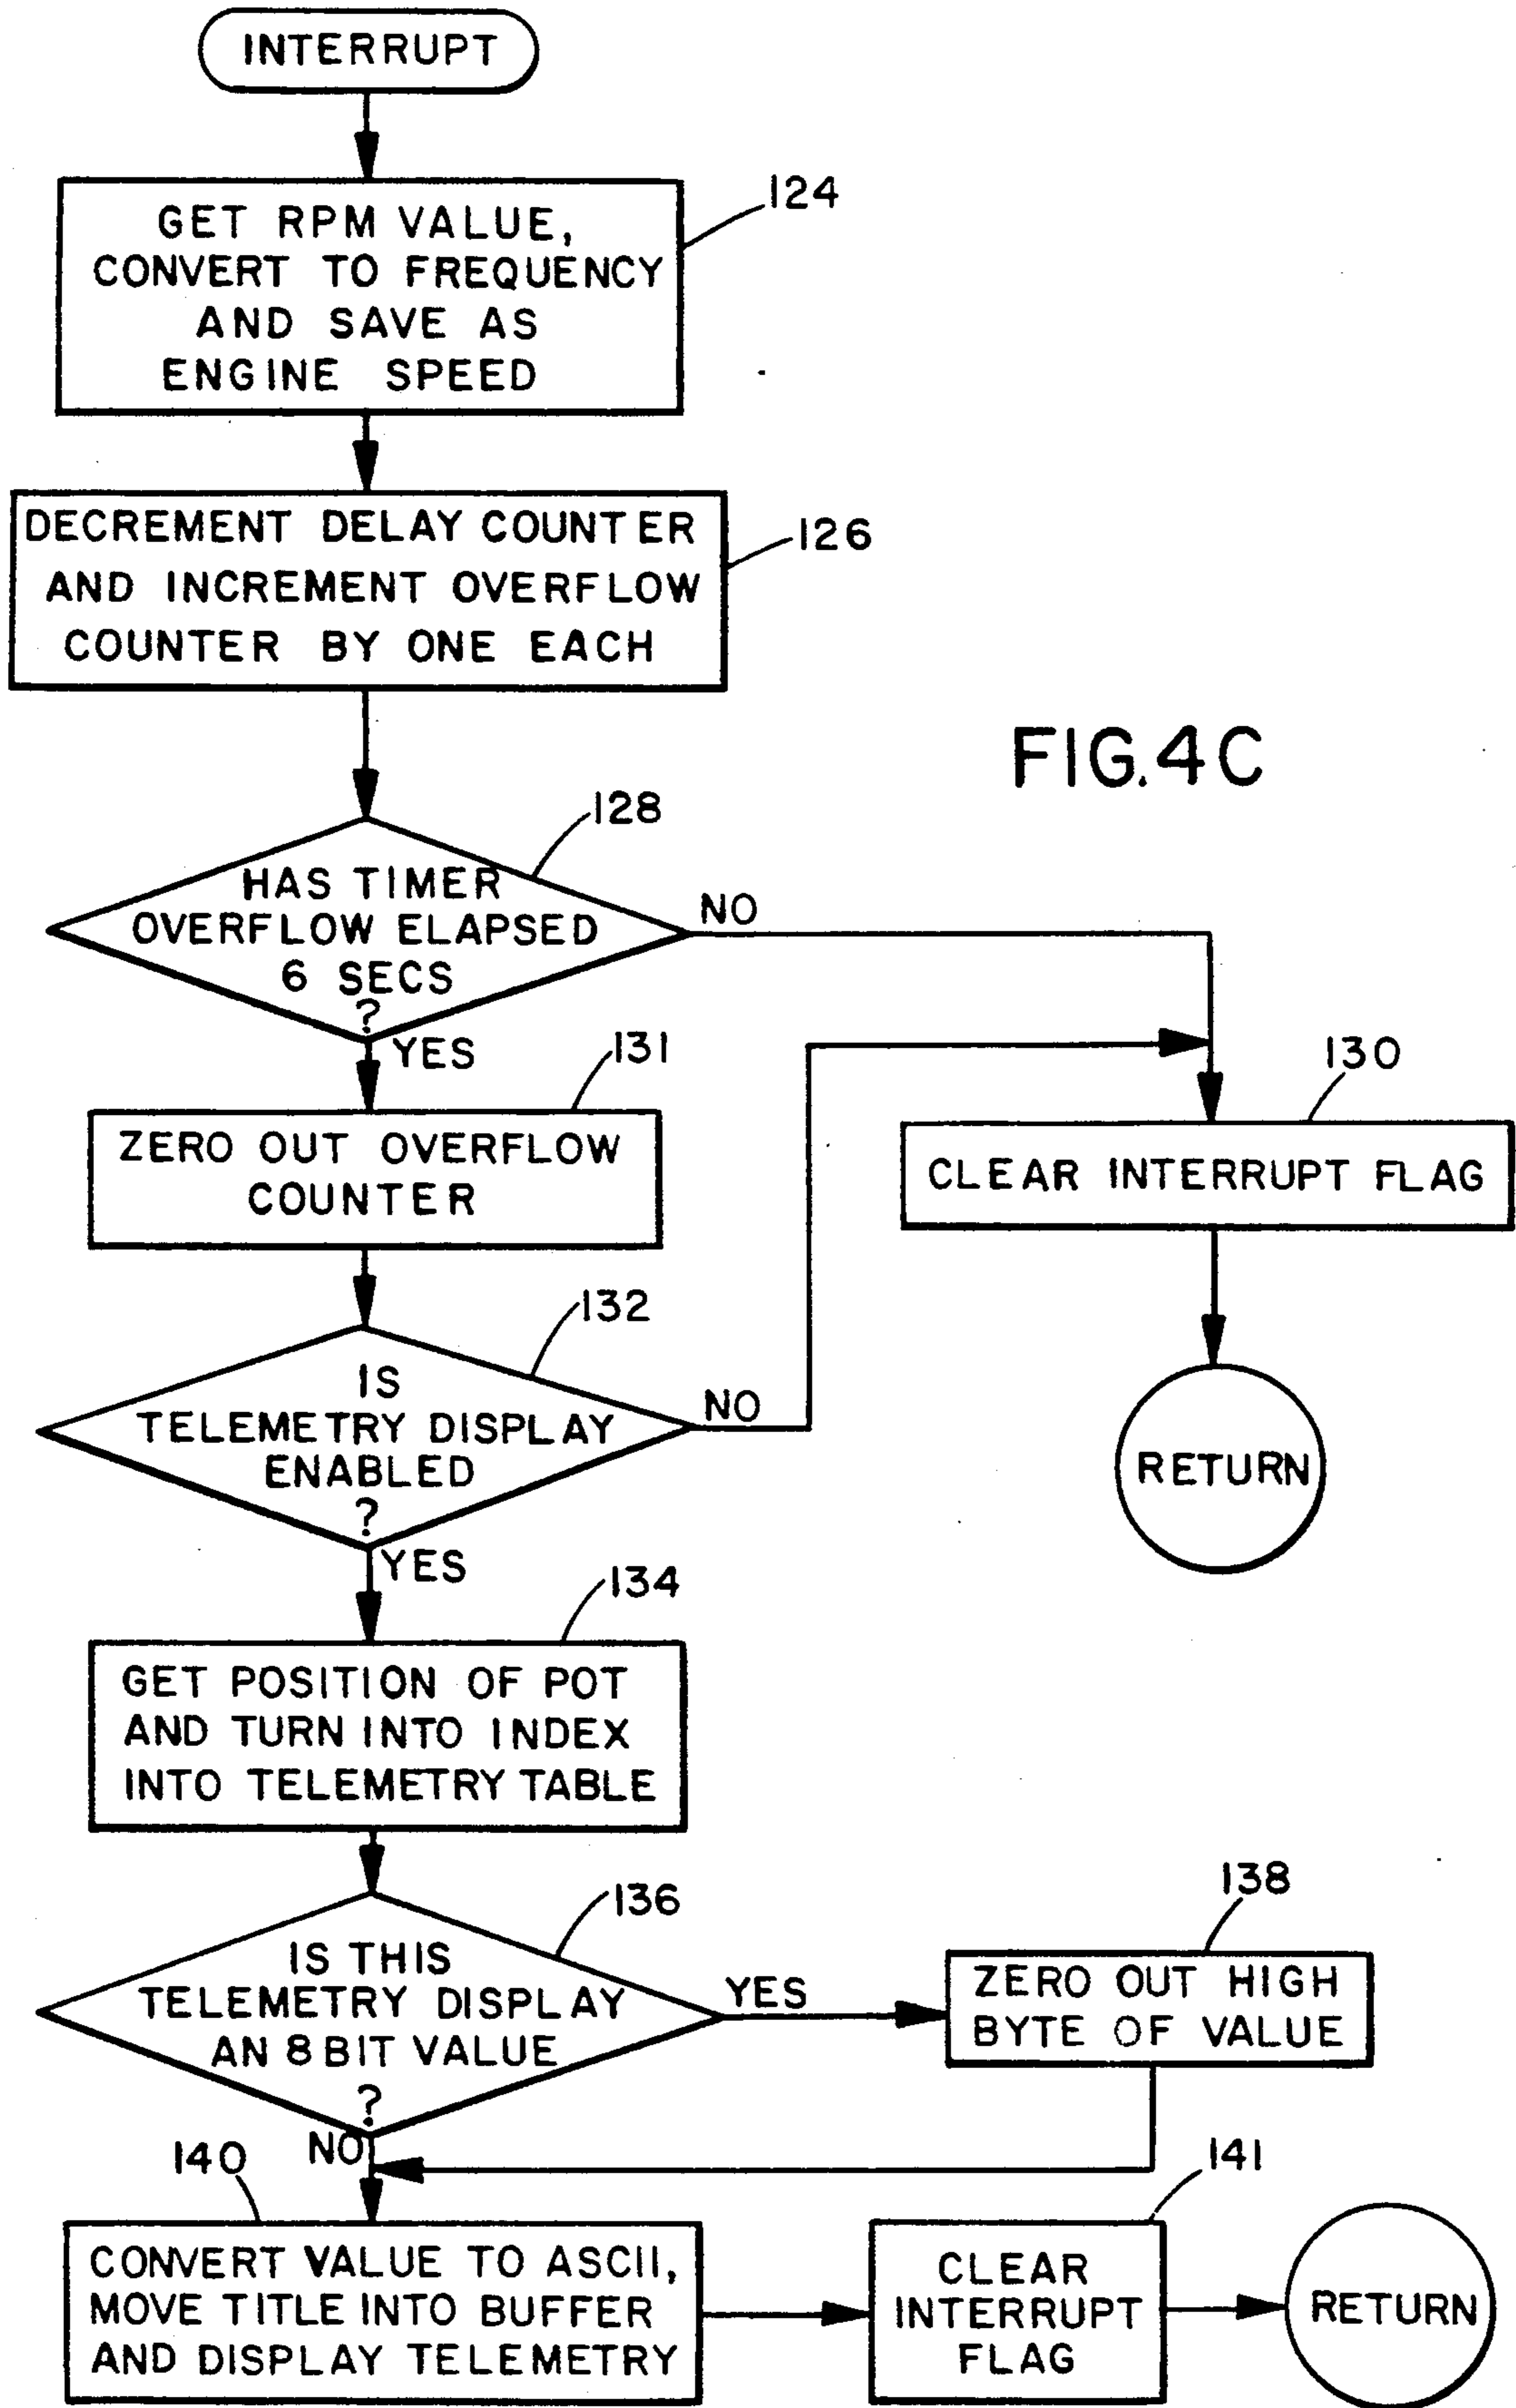 INTERRUPT
124
GET RPM VALUE,
CONVERT TO FREQUENCY
AND SAVE AS
ENGINE SPEED
126
DECREMENT DELAY COUNTER
AND INCREMENT OVERFLOW
COUNTER BY ONE EACH
FIG.4C
128
HAS TIMER
OVERFLOW ELAPSED
6 SECS
?
NO
YES
131
ZERO OUT OVERFLOW
COUNTER
130
CLEAR INTERRUPT FLAG
RETURN
132
IS
TELEMETRY DISPLAY
ENABLED
?
NO
YES
134
GET POSITION OF POT
AND TURN INTO INDEX
INTO TELEMETRY TABLE
136
IS THIS
TELEMETRY DISPLAY
AN 8 BIT VALUE
?
YES
NO
138
ZERO OUT HIGH
BYTE OF VALUE
140
CONVERT VALUE TO ASCII,
MOVE TITLE INTO BUFFER
AND DISPLAY TELEMETRY
141
CLEAR
INTERRUPT
FLAG
RETURN